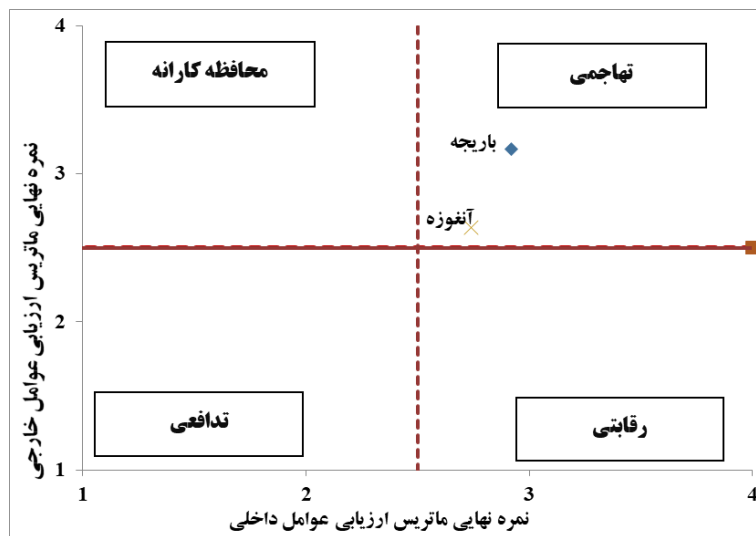 نمره نهایی ماتریس ارزیابی عوامل خارجی
4
3
2
1
محافظه کارانه
تهاجمی
باریجه
آنغوزه
تدافعی
رقابتی
1
2
3
4
نمره نهایی ماتریس ارزیابی عوامل داخلی